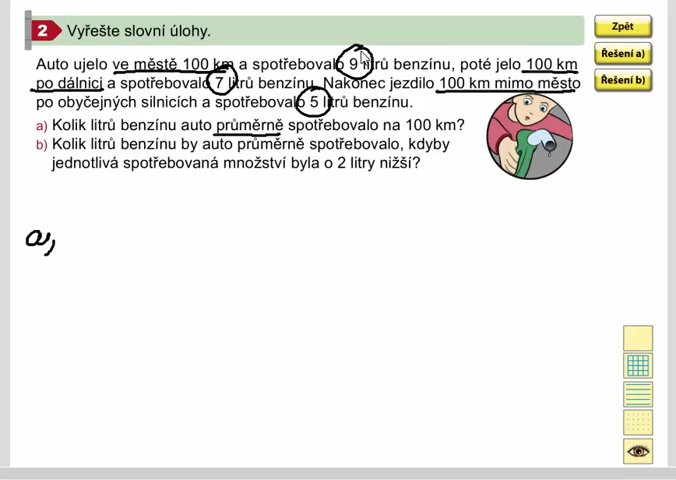 2 Vyřešte slovní úlohy.
Zpět
Řešení a)
Řešení b)
Auto ujelo ve městě 100 km a spotřebovalo 9 litrů benzínu, poté jelo 100 km
po dálnici a spotřebovalo 7 litrů benzínu. Nakonec jezdilo 100 km mimo město
po obyčejných silnicích a spotřebovalo 5 litrů benzínu.
a) Kolik litrů benzínu auto průměrně spotřebovalo na 100 km?
b) Kolik litrů benzínu by auto průměrně spotřebovalo, kdyby
jednotlivá spotřebovaná množství byla o 2 litry nižší?
a,